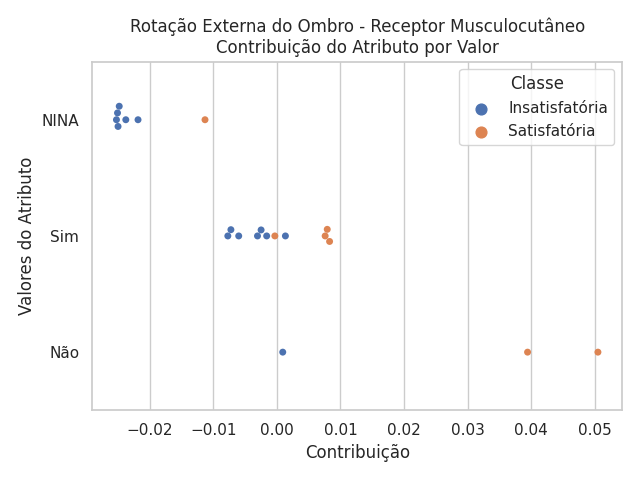 Rotação Externa do Ombro - Receptor Musculocutâneo
Contribuição do Atributo por Valor
Classe
Insatisfatória
Satisfatória
Valores do Atributo
NINA
Sim
Não
−0.02 −0.01 0.00 0.01 0.02 0.03 0.04 0.05
Contribuição